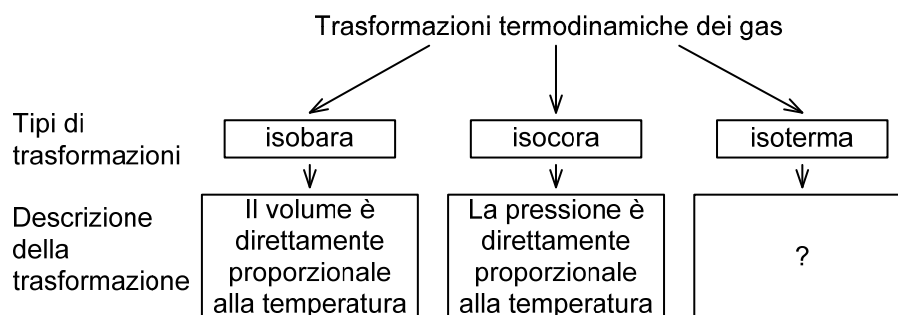 Trasformazioni termodinamiche dei gas
Tipi di
trasformazioni
isobara
isocora
isoterma
Descrizione
della
trasformazione
Il volume è
direttamente
proporzionale
alla temperatura
La pressione è
direttamente
proporzionale
alla temperatura
?